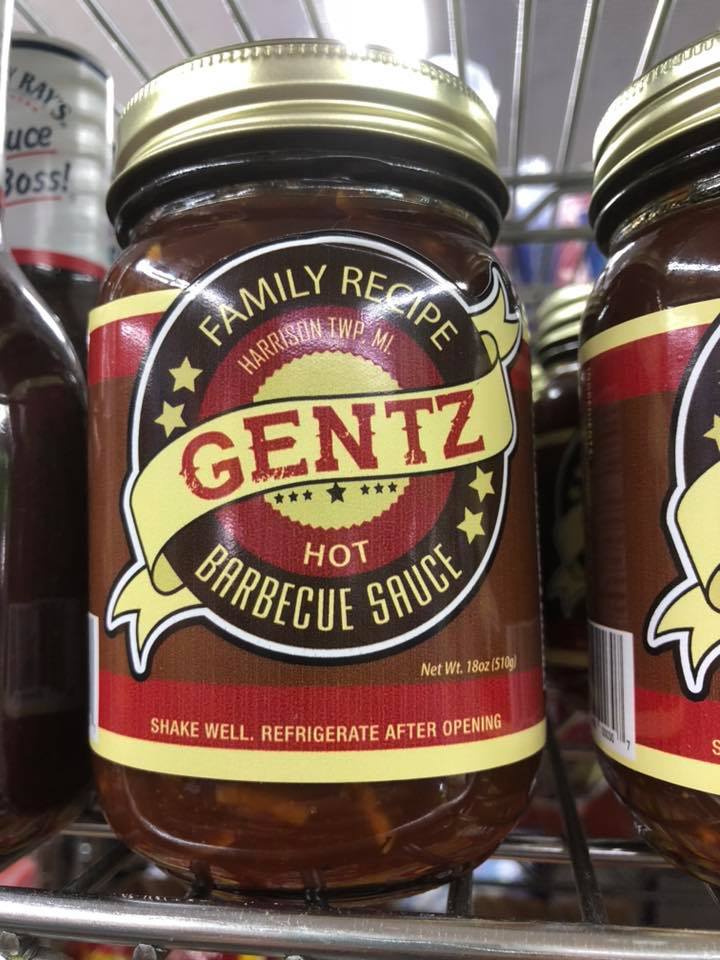 RAY'S
uce
Boss!
FAMILY RECIPE
HARRISON TWP. MI.
GENTZ
HOT
BARBECUE SAUCE
Net Wt. 18oz (510g)
SHAKE WELL. REFRIGERATE AFTER OPENING
S